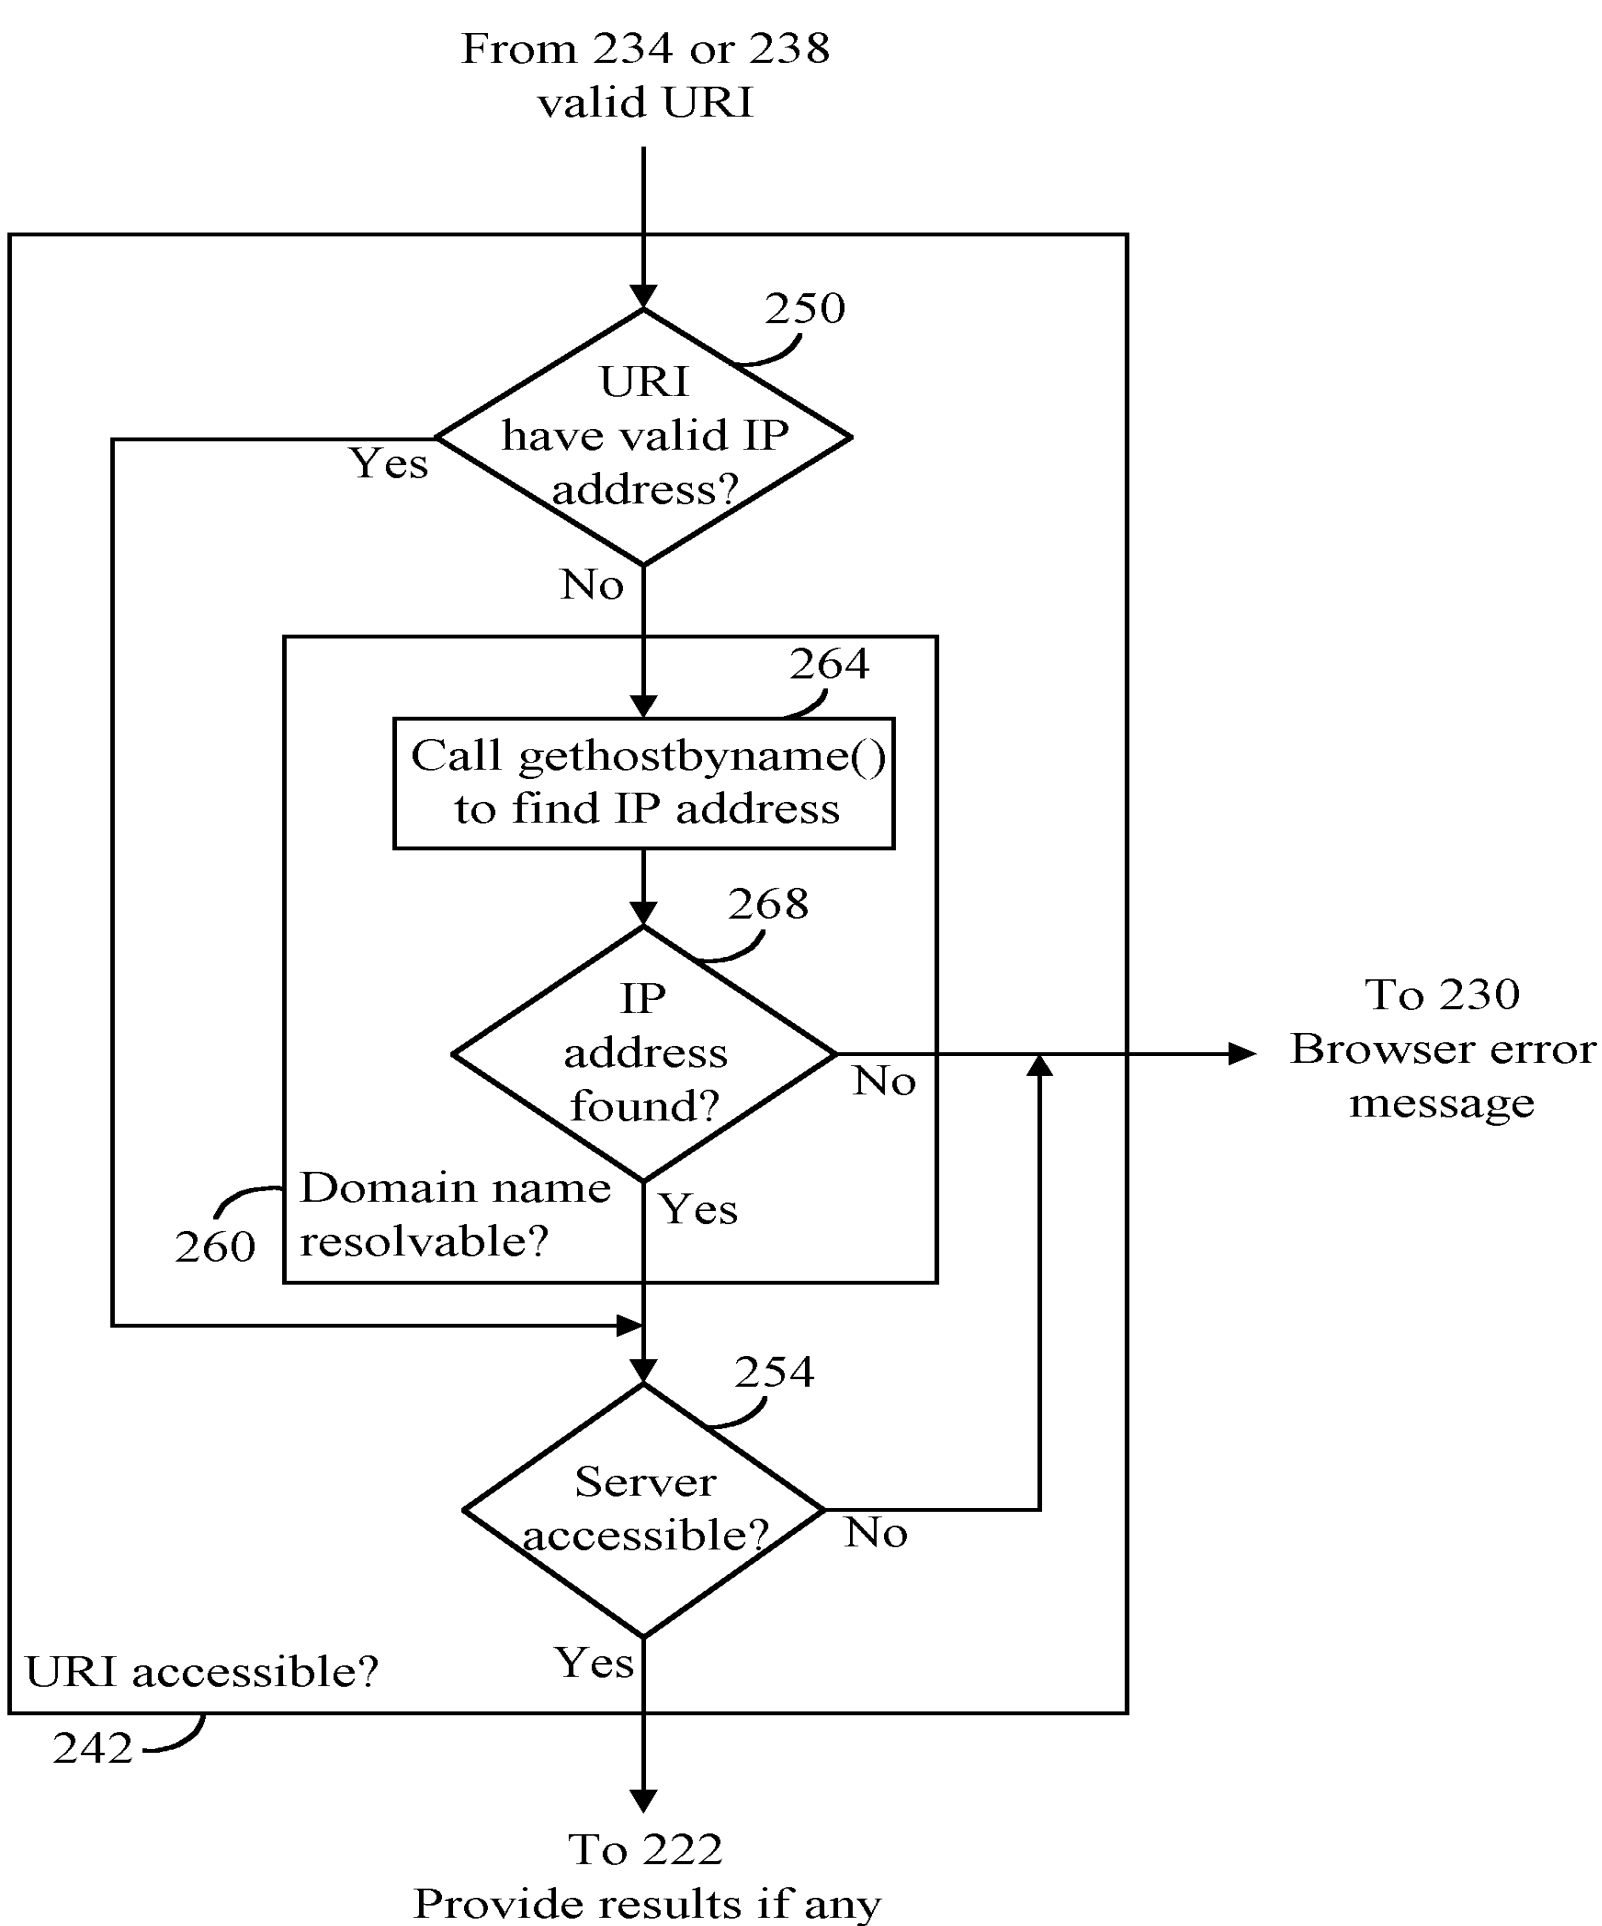 From 234 or 238
valid URI
250
URI
have valid IP
address?
Yes
No
264
Call gethostbyname()
to find IP address
268
IP
address
found?
No
To 230
Browser error
message
Yes
Domain name
resolvable?
260
254
Server
accessible?
No
Yes
URI accessible?
242
To 222
Provide results if any